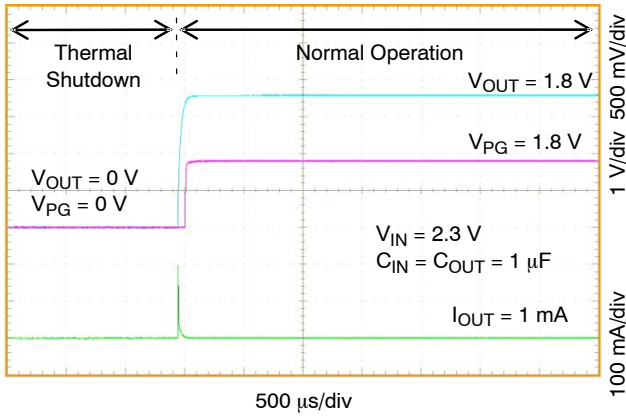 Thermal
Shutdown
Normal Operation
VOUT = 1.8 V
VPG = 1.8 V
VOUT = 0 V
VPG = 0 V
VIN = 2.3 V
CIN = COUT = 1 µF
IOUT = 1 mA
500 µs/div
500 mV/div
1 V/div
100 mA/div